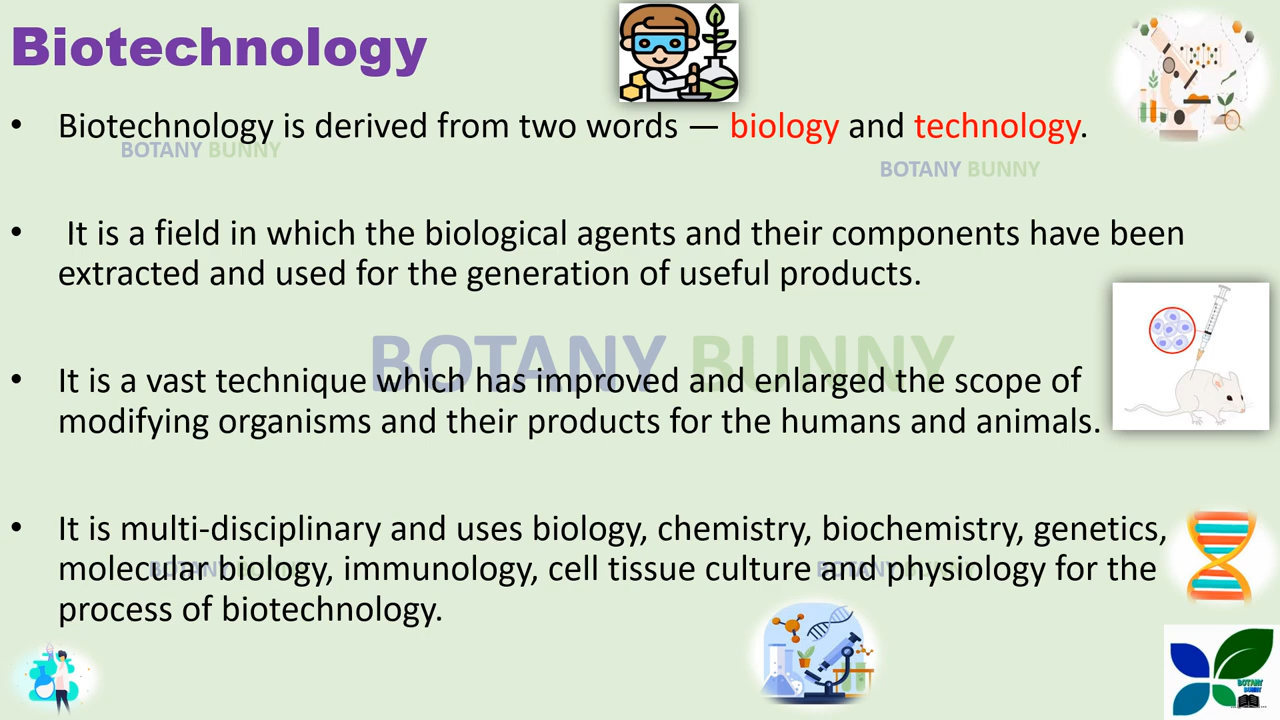 Biotechnology
• Biotechnology is derived from two words — biology and technology.
BOTANY BUNNY
BOTANY BUNNY
• It is a field in which the biological agents and their components have been
extracted and used for the generation of useful products.
BOTANY BUNNY
• It is a vast technique which has improved and enlarged the scope of
modifying organisms and their products for the humans and animals.
• It is multi-disciplinary and uses biology, chemistry, biochemistry, genetics,
molecular biology, immunology, cell tissue culture and physiology for the
BOTANY BUNNY
BOTANY BUNNY
process of biotechnology.
BOTANY
BUNNY